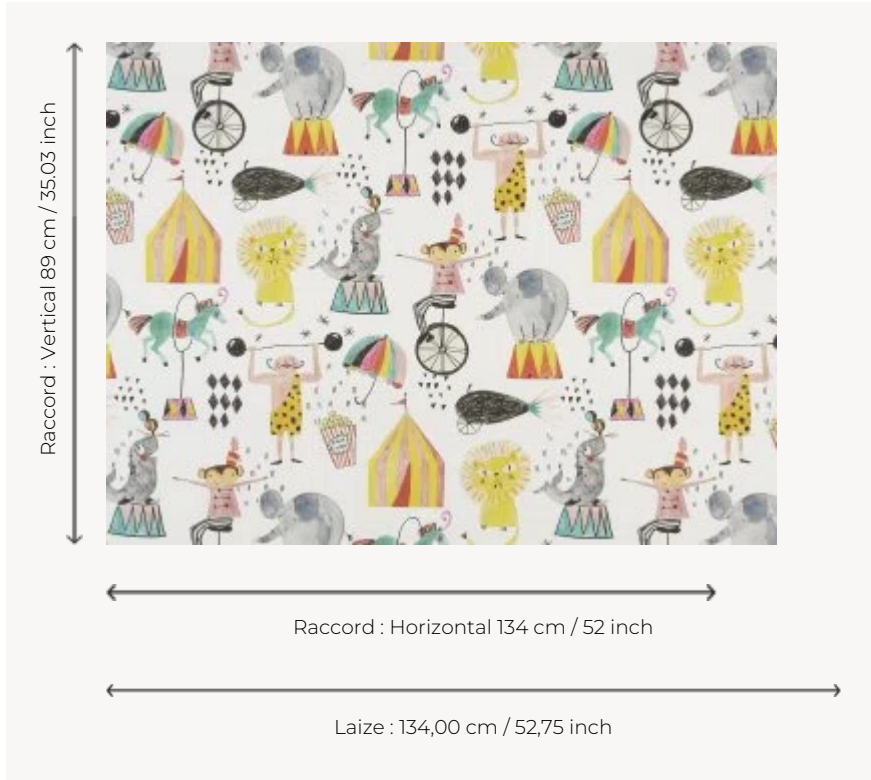 Raccord : Vertical 89 cm / 35.03 inch
Raccord : Horizontal 134 cm / 52 inch
Laize : 134,00 cm / 52,75 inch